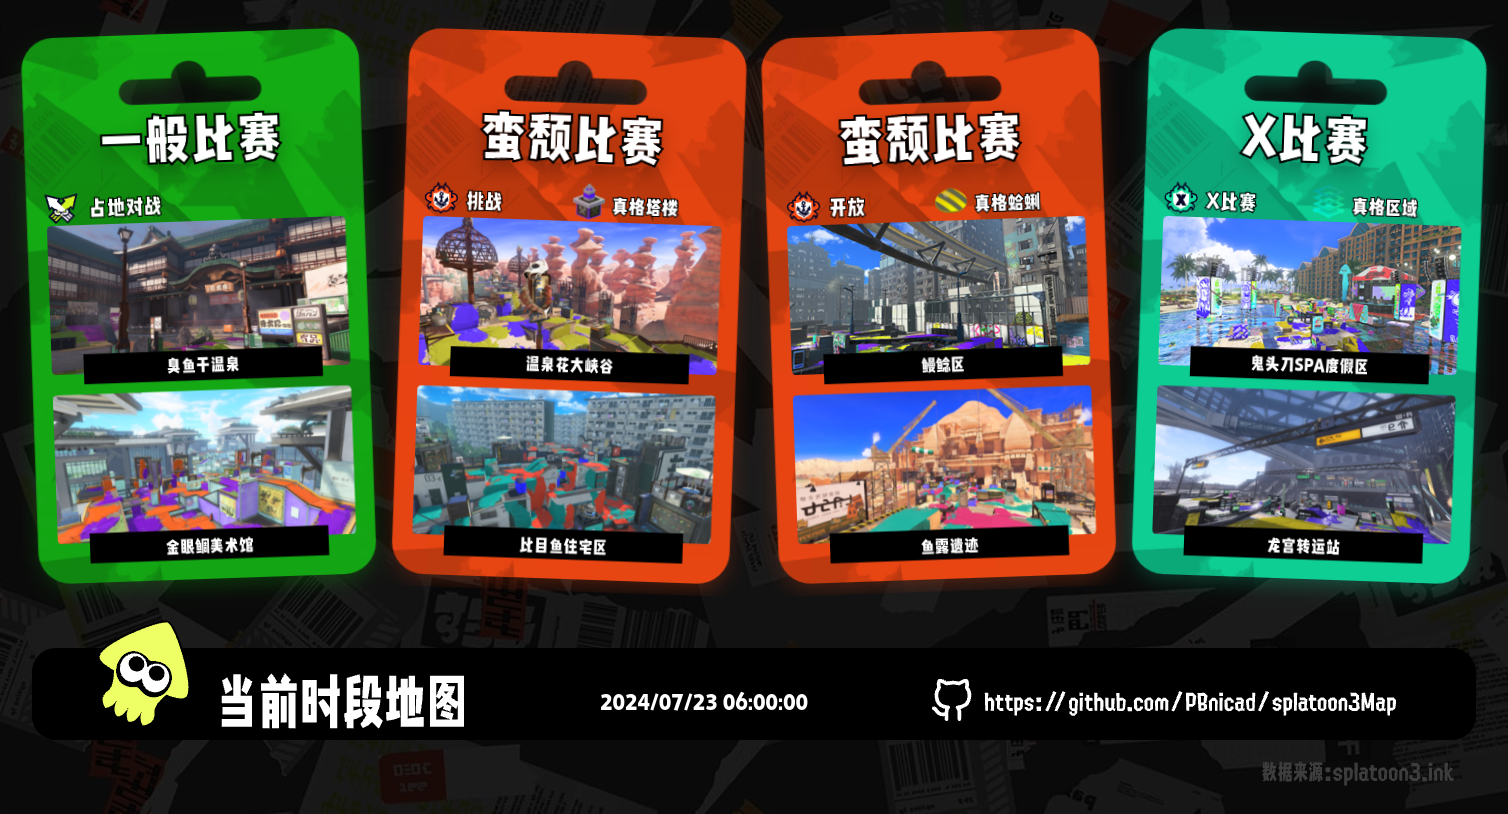 一般比赛
占地对战
臭鱼干温泉
金眼鲷美术馆
蛮颓比赛
挑战
真格塔楼
温泉花大峡谷
比目鱼住宅区
蛮颓比赛
开放
真格蛤蜊
鳗鲶区
鱼露遗迹
X比赛
X比赛
真格区域
鬼头刀SPA度假区
龙宫转运站
当前时段地图
2024/07/23 06:00:00
https://github.com/PBnicad/splatoon3Map
数据来源:splatoon3.ink